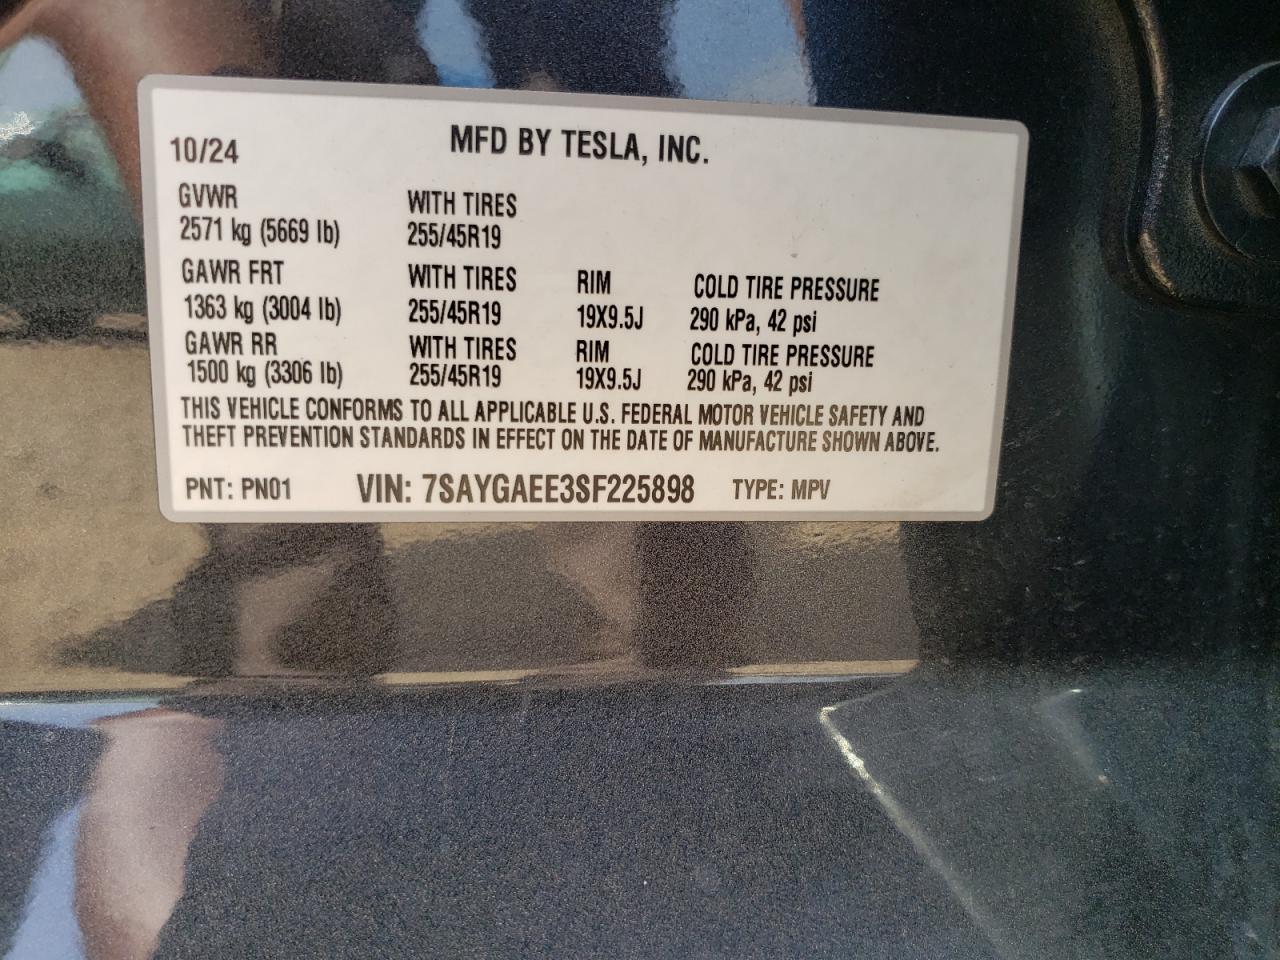 10/24 MFD BY TESLA, INC.
GVWR WITH TIRES
2571 kg (5669 lb) 255/45R19
GAWR FRT WITH TIRES RIM COLD TIRE PRESSURE
1363 kg (3004 lb) 255/45R19 19X9.5J 290 kPa, 42 psi
GAWR RR WITH TIRES RIM COLD TIRE PRESSURE
1500 kg (3306 lb) 255/45R19 19X9.5J 290 kPa, 42 psi
THIS VEHICLE CONFORMS TO ALL APPLICABLE U.S. FEDERAL MOTOR VEHICLE SAFETY AND
THEFT PREVENTION STANDARDS IN EFFECT ON THE DATE OF MANUFACTURE SHOWN ABOVE.
PNT: PN01 VIN: 7SAYGAEE3SF225898 TYPE: MPV